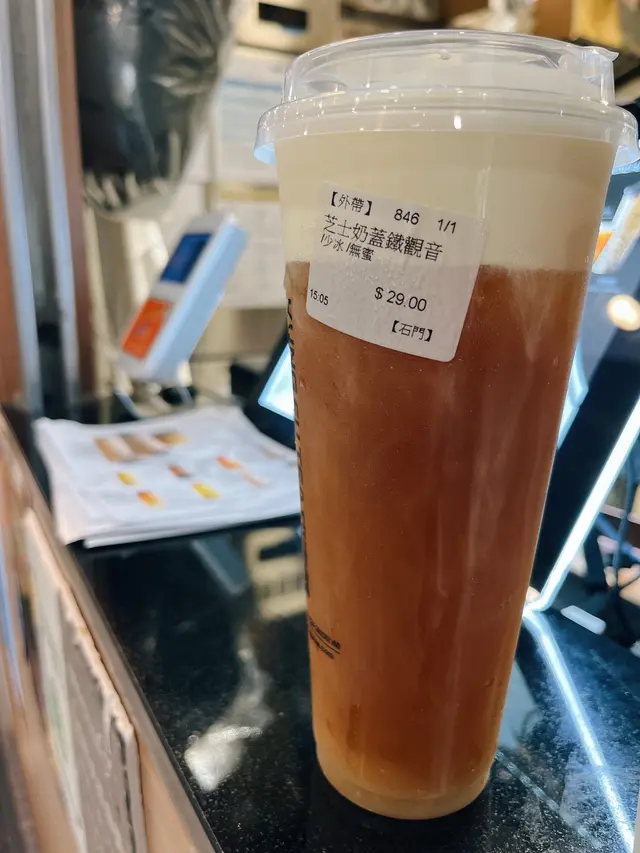 【外帶】 846 1/1
芝士奶蓋鐵觀音
/少冰/無蜜
15:05 $ 29.00
【石門】